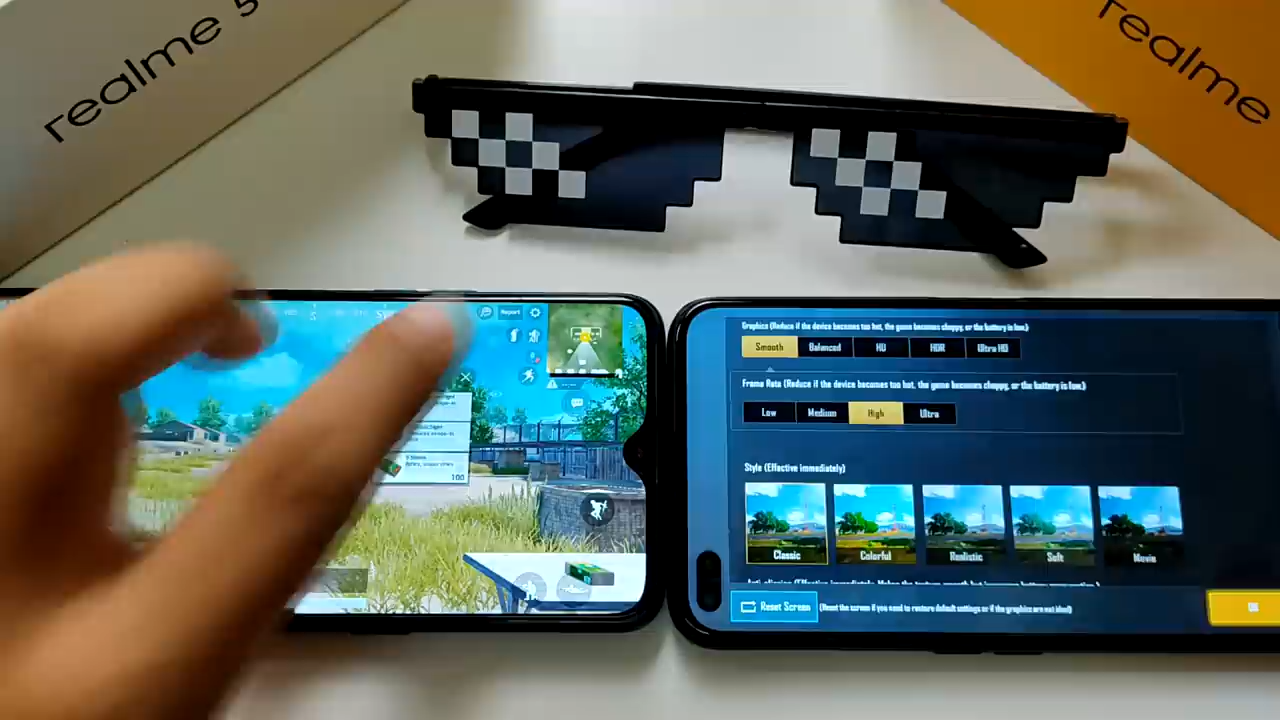 realme 5
realme
Report
100
Graphics (Reduce if the device becomes too hot, the game becomes choppy, or the battery is low.)
Smooth Balanced HD HDR Ultra HD
Frame Rate (Reduce if the device becomes too hot, the game becomes choppy, or the battery is low.)
Low Medium High Ultra
Style (Effective immediately)
Classic Colorful Realistic Soft Movie
Reset Screen (Reset the screen if you need to restore default settings or if the graphics are not ideal)
OK